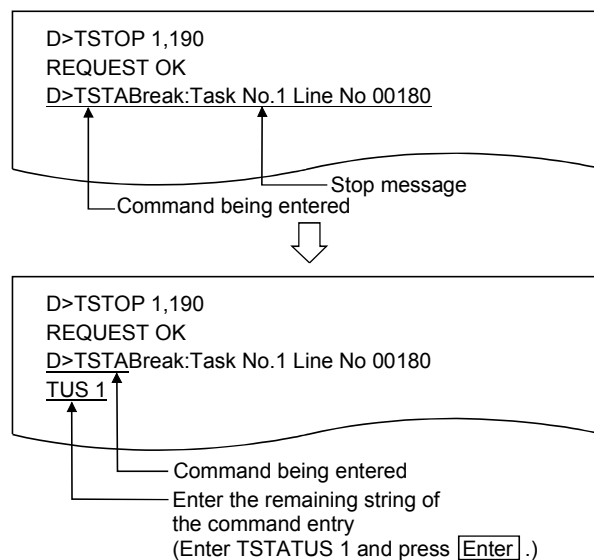 D>TSTOP 1,190
REQUEST OK
D>TSTABreak:Task No.1 Line No 00180
Stop message
Command being entered
D>TSTOP 1,190
REQUEST OK
D>TSTABreak:Task No.1 Line No 00180
TUS 1
Command being entered
Enter the remaining string of
the command entry
(Enter TSTATUS 1 and press Enter .)